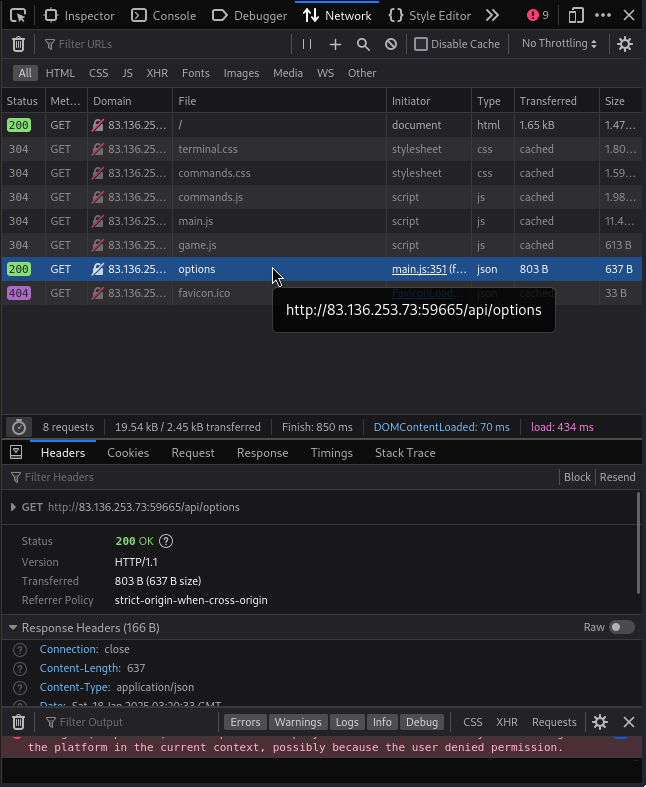 Inspector Console Debugger Network Style Editor 9
Filter URLs Disable Cache No Throttling
All HTML CSS JS XHR Fonts Images Media WS Other
Status Met… Domain File Initiator Type Transferred Size
200 GET 83.136.25… / document html 1.65 kB 1.47…
304 GET 83.136.25… terminal.css stylesheet css cached 1.80…
304 GET 83.136.25… commands.css stylesheet css cached 1.59…
304 GET 83.136.25… commands.js script js cached 1.98…
304 GET 83.136.25… main.js script js cached 11.4…
304 GET 83.136.25… game.js script js cached 613 B
200 GET 83.136.25… options main.js:351 (f… json 803 B 637 B
404 GET 83.136.25… favicon.ico FaviconLoad… json cached 33 B
http://83.136.253.73:59665/api/options
8 requests 19.54 kB / 2.45 kB transferred Finish: 850 ms DOMContentLoaded: 70 ms load: 434 ms
Headers Cookies Request Response Timings Stack Trace
Filter Headers Block Resend
GET http://83.136.253.73:59665/api/options
Status 200 OK
Version HTTP/1.1
Transferred 803 B (637 B size)
Referrer Policy strict-origin-when-cross-origin
Response Headers (166 B) Raw
Connection: close
Content-Length: 637
Content-Type: application/json
Date: Sat, 18 Jan 2025 03:20:33 GMT
Filter Output Errors Warnings Logs Info Debug CSS XHR Requests
the platform in the current context, possibly because the user denied permission.